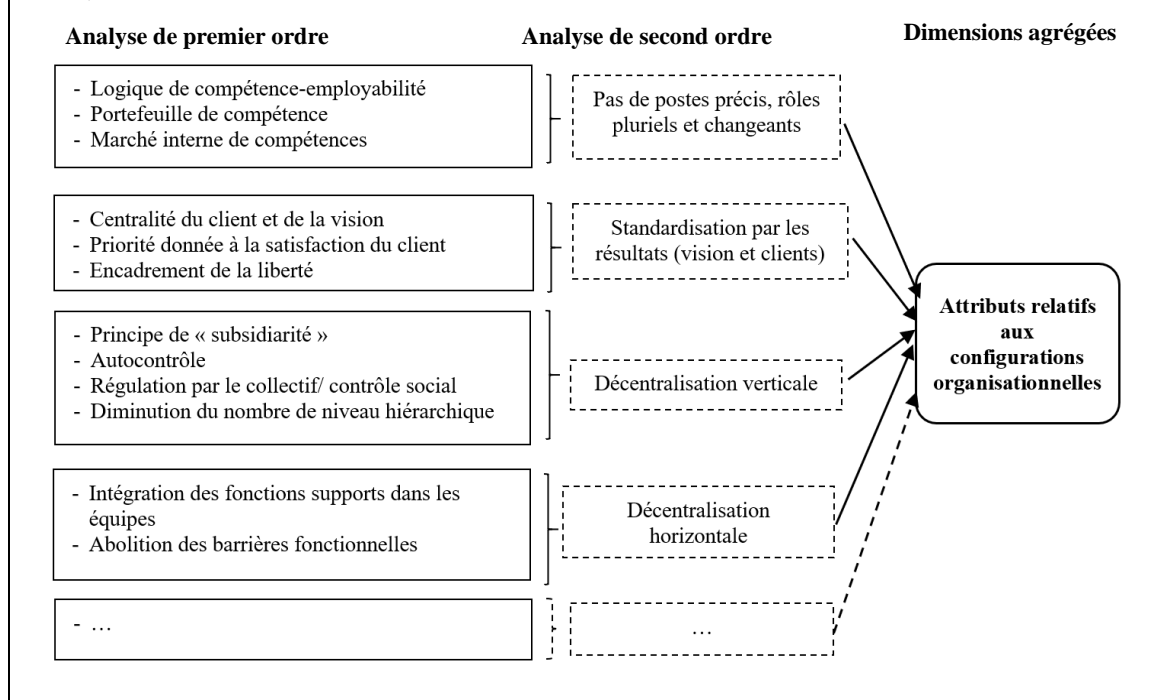 Analyse de premier ordre
Analyse de second ordre
Dimensions agrégées
- Logique de compétence-employabilité
- Portefeuille de compétence
- Marché interne de compétences
Pas de postes précis, rôles
pluriels et changeants
- Centralité du client et de la vision
- Priorité donnée à la satisfaction du client
- Encadrement de la liberté
Standardisation par les
résultats (vision et clients)
- Principe de « subsidiarité »
- Autocontrôle
- Régulation par le collectif/ contrôle social
- Diminution du nombre de niveau hiérarchique
Décentralisation verticale
- Intégration des fonctions supports dans les
équipes
- Abolition des barrières fonctionnelles
Décentralisation
horizontale
- …
…
Attributs relatifs
aux
configurations
organisationnelles